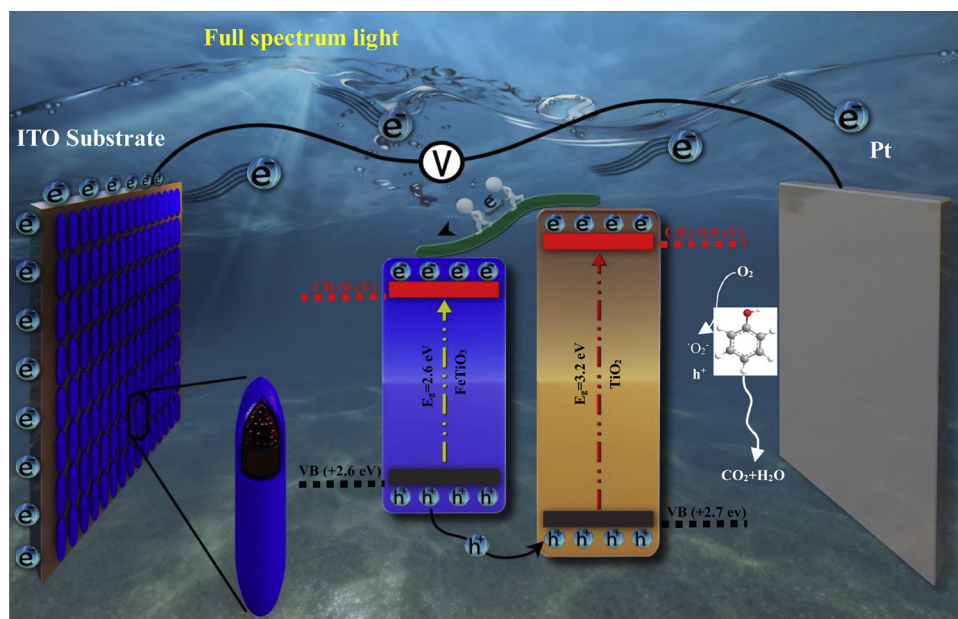 Full spectrum light
ITO Substrate
Pt
V
e⁻
e⁻
e⁻
e⁻
e⁻ e⁻ e⁻ e⁻ e⁻ e⁻
e⁻
e⁻
e⁻
e⁻
e⁻
e⁻
e⁻
e⁻
e⁻
e⁻ e⁻ e⁻ e⁻
CB (-0.5 eV)
e⁻ e⁻ e⁻ e⁻
CB (0 eV)
O₂
·O₂⁻
h⁺
Eg=2.6 eV
FeTiO₃
Eg=3.2 eV
TiO₂
VB (+2.6 eV)
CO₂+H₂O
h⁺ h⁺ h⁺ h⁺
VB (+2.7 ev)
h⁺
h⁺ h⁺ h⁺ h⁺